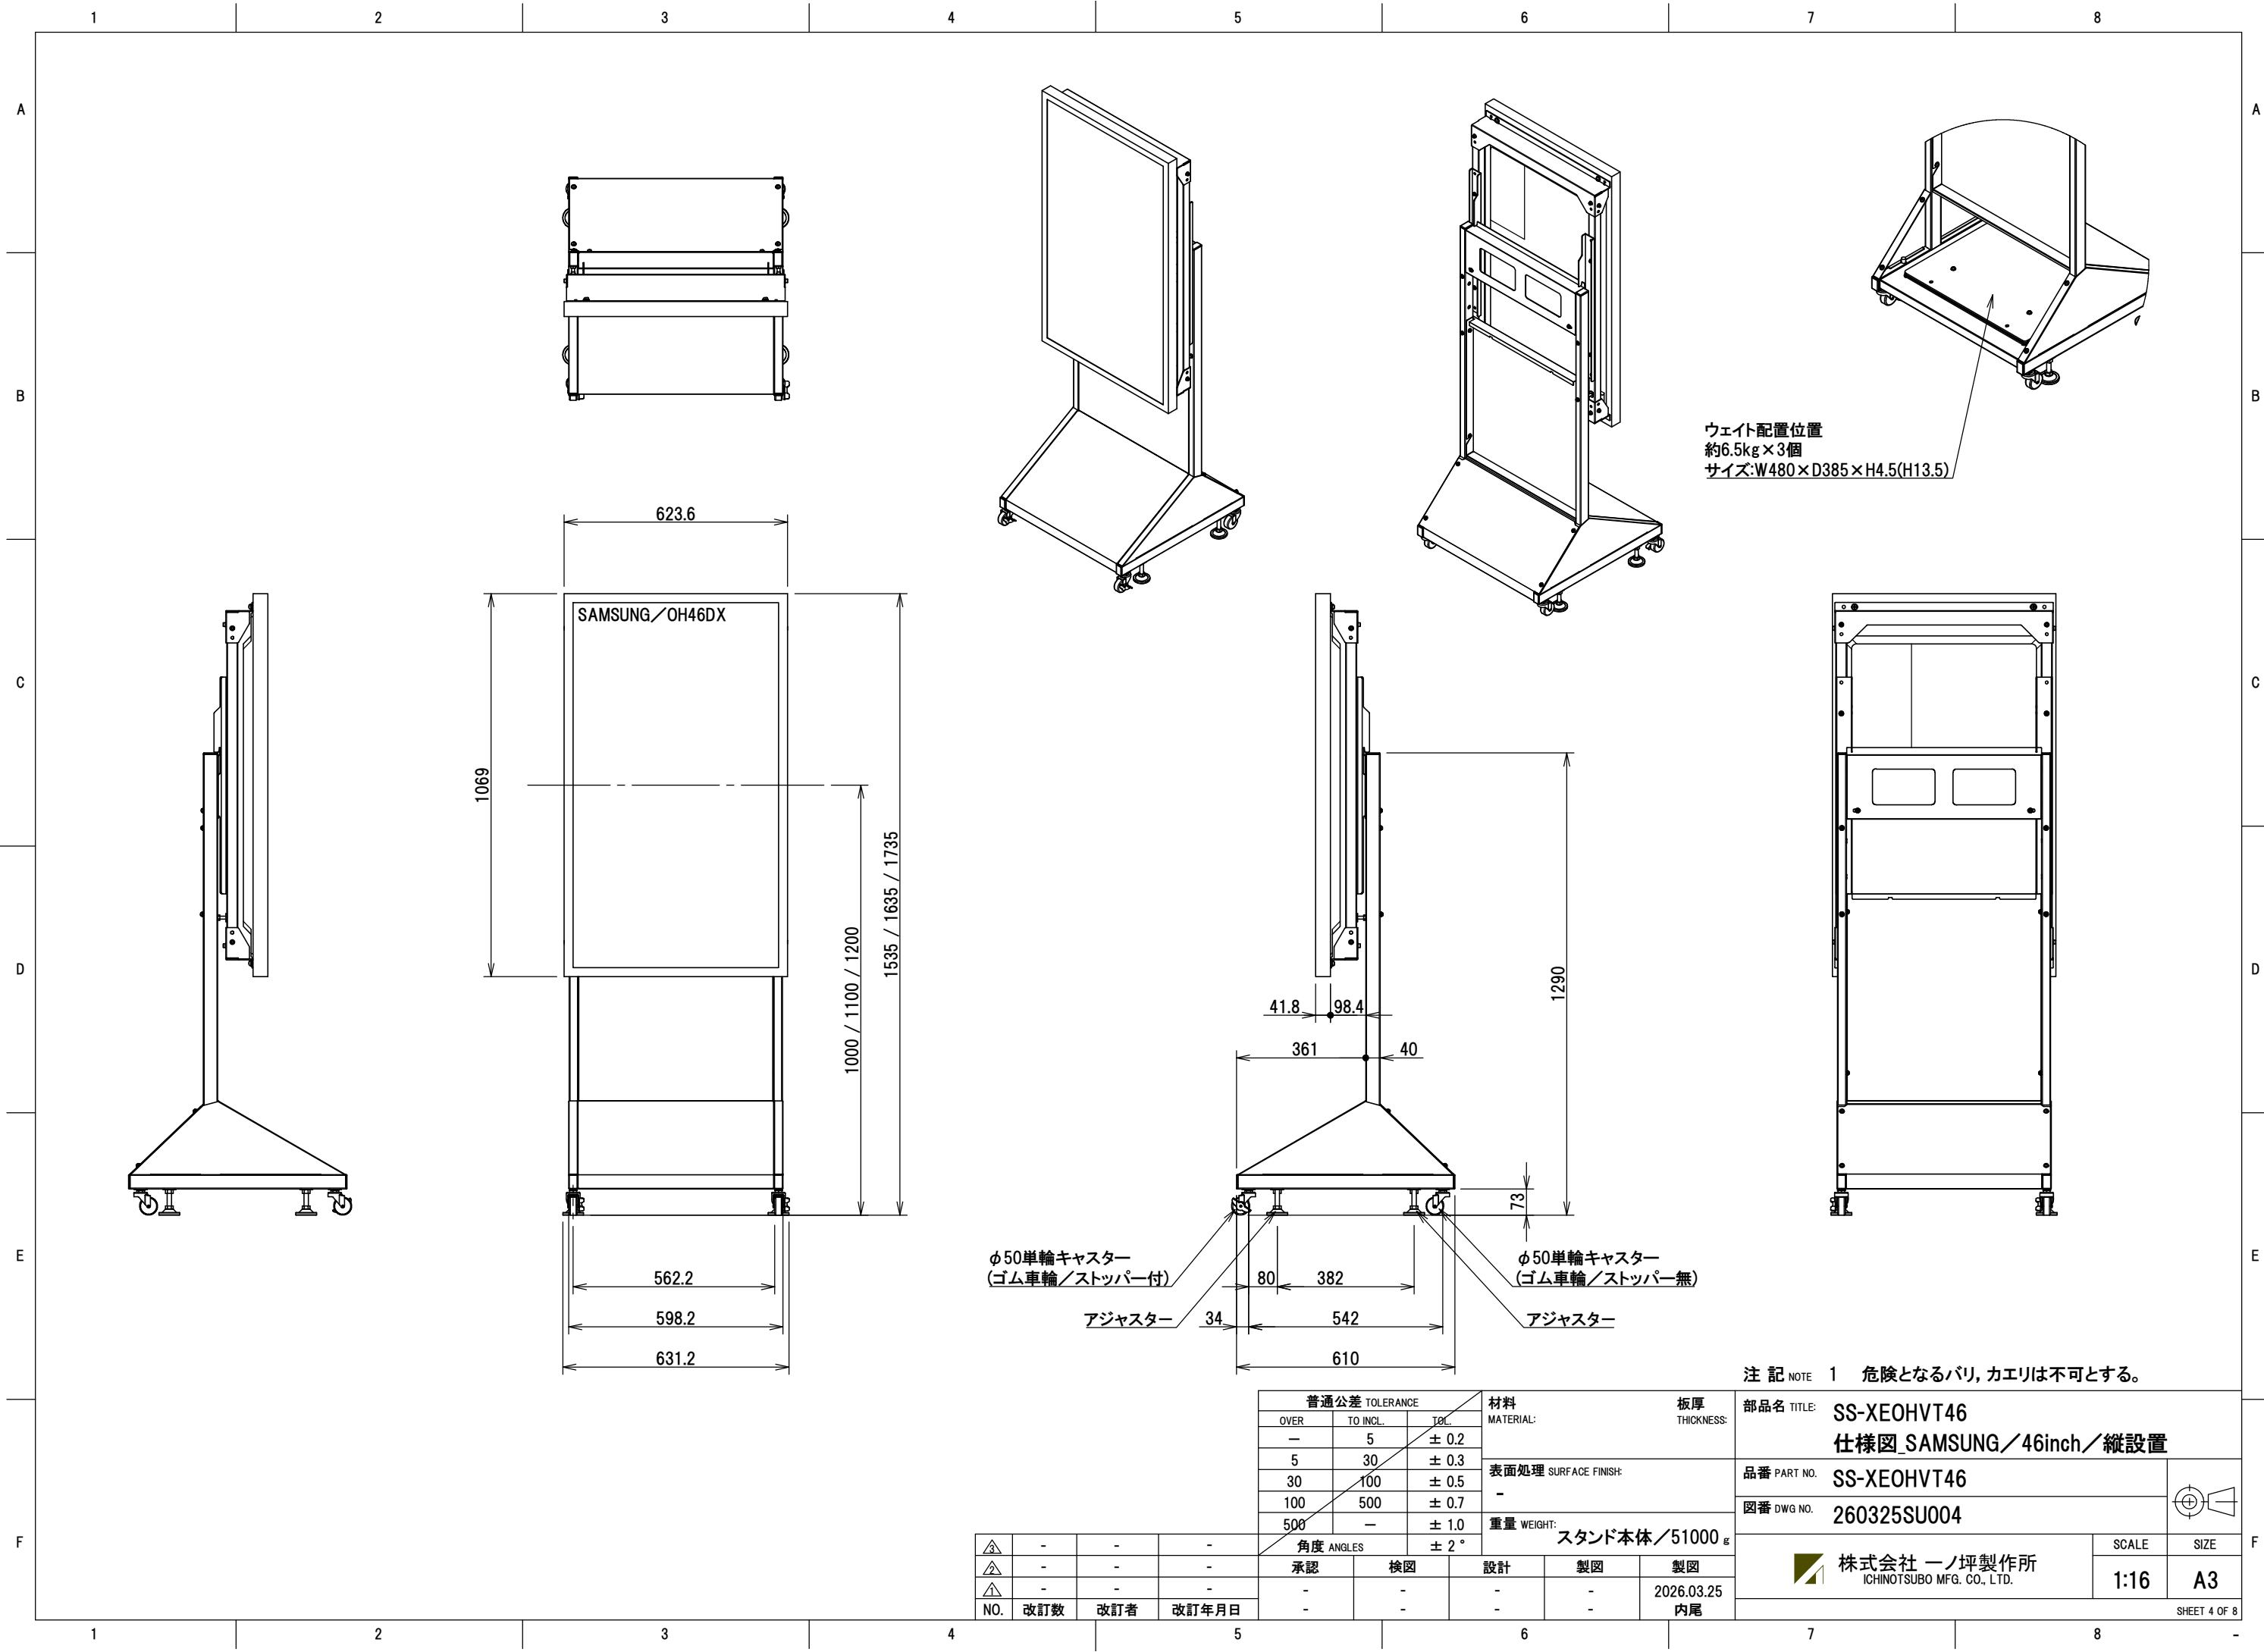 1 2 3 4 5 6 7 8
A A
B B
C C
D D
E E
F F
ウェイト配置位置
約6.5kg×3個
サイズ:W480×D385×H4.5(H13.5)
623.6
SAMSUNG/OH46DX
1069
1000 / 1100 / 1200
1535 / 1635 / 1735
562.2
598.2
631.2
41.8
98.4
361
40
1290
73
φ50単輪キャスター
(ゴム車輪/ストッパー付)
アジャスター
φ50単輪キャスター
(ゴム車輪/ストッパー無)
アジャスター
80
382
34
542
610
注 記 NOTE 1 危険となるバリ,カエリは不可とする。
普通公差 TOLERANCE
OVER TO INCL. TOL.
— 5 ± 0.2
5 30 ± 0.3
30 100 ± 0.5
100 500 ± 0.7
500 — ± 1.0
角度 ANGLES ± 2 °
材料 MATERIAL:
板厚 THICKNESS:
表面処理 SURFACE FINISH:
-
重量 WEIGHT: スタンド本体/51000 g
部品名 TITLE: SS-XEOHVT46
仕様図_SAMSUNG/46inch/縦設置
品番 PART NO. SS-XEOHVT46
図番 DWG NO. 260325SU004
株式会社 一ノ坪製作所
ICHINOTSUBO MFG. CO., LTD.
SCALE SIZE
1:16 A3
SHEET 4 OF 8
承認 検図 設計 製図 製図
- - - - 2026.03.25
- - - - 内尾
3 - - -
2 - - -
1 - - -
NO. 改訂数 改訂者 改訂年月日
1 2 3 4 5 6 7 8 -